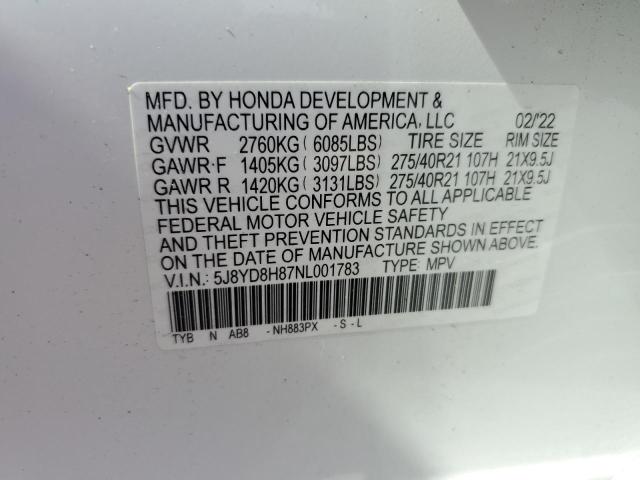 MFD. BY HONDA DEVELOPMENT &
MANUFACTURING OF AMERICA, LLC 02/'22
GVWR 2760KG ( 6085LBS ) TIRE SIZE RIM SIZE
GAWR F 1405KG ( 3097LBS ) 275/40R21 107H 21X9.5J
GAWR R 1420KG ( 3131LBS ) 275/40R21 107H 21X9.5J
THIS VEHICLE CONFORMS TO ALL APPLICABLE
FEDERAL MOTOR VEHICLE SAFETY
AND THEFT PREVENTION STANDARDS IN EFFECT
ON THE DATE OF MANUFACTURE SHOWN ABOVE.
V.I.N.: 5J8YD8H87NL001783 TYPE: MPV
TYB N AB8 - NH883PX - S - L